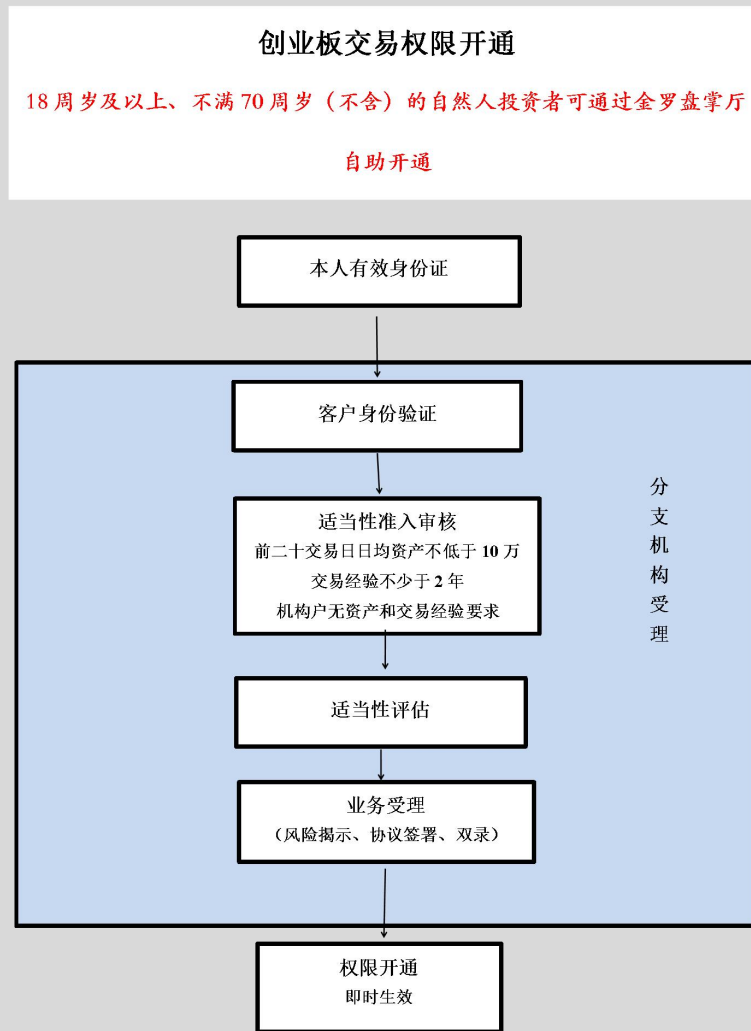 创业板交易权限开通
18周岁及以上、不满70周岁（不含）的自然人投资者可通过金罗盘掌厅
自助开通
本人有效身份证
客户身份验证
适当性准入审核
前二十交易日日均资产不低于10万
交易经验不少于2年
机构户无资产和交易经验要求
适当性评估
业务受理
（风险揭示、协议签署、双录）
分支机构受理
权限开通
即时生效